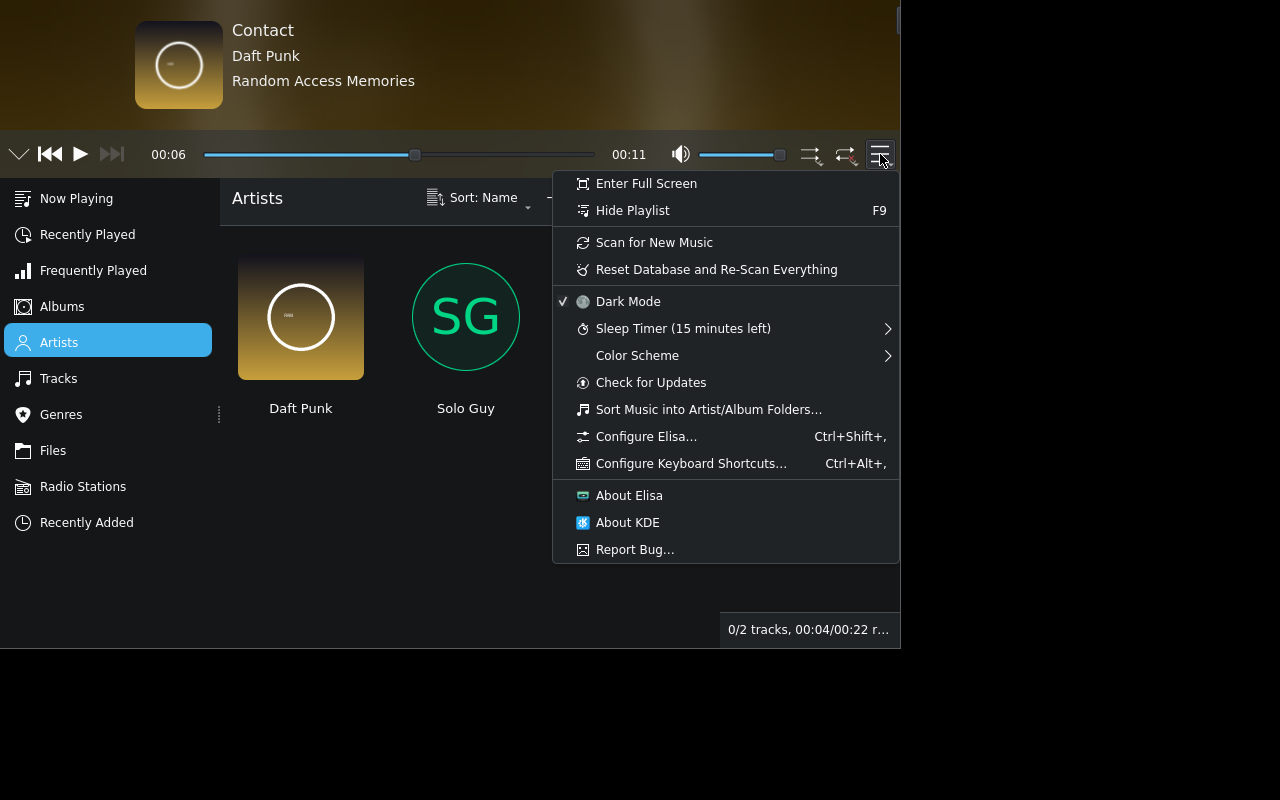 Contact
Daft Punk
Random Access Memories
00:06
00:11
Now Playing
Recently Played
Frequently Played
Albums
Artists
Tracks
Genres
Files
Radio Stations
Recently Added
Artists
Sort: Name
Daft Punk
SG
Solo Guy
Enter Full Screen
Hide Playlist F9
Scan for New Music
Reset Database and Re-Scan Everything
Dark Mode
Sleep Timer (15 minutes left)
Color Scheme
Check for Updates
Sort Music into Artist/Album Folders...
Configure Elisa... Ctrl+Shift+,
Configure Keyboard Shortcuts... Ctrl+Alt+,
About Elisa
About KDE
Report Bug...
0/2 tracks, 00:04/00:22 r...